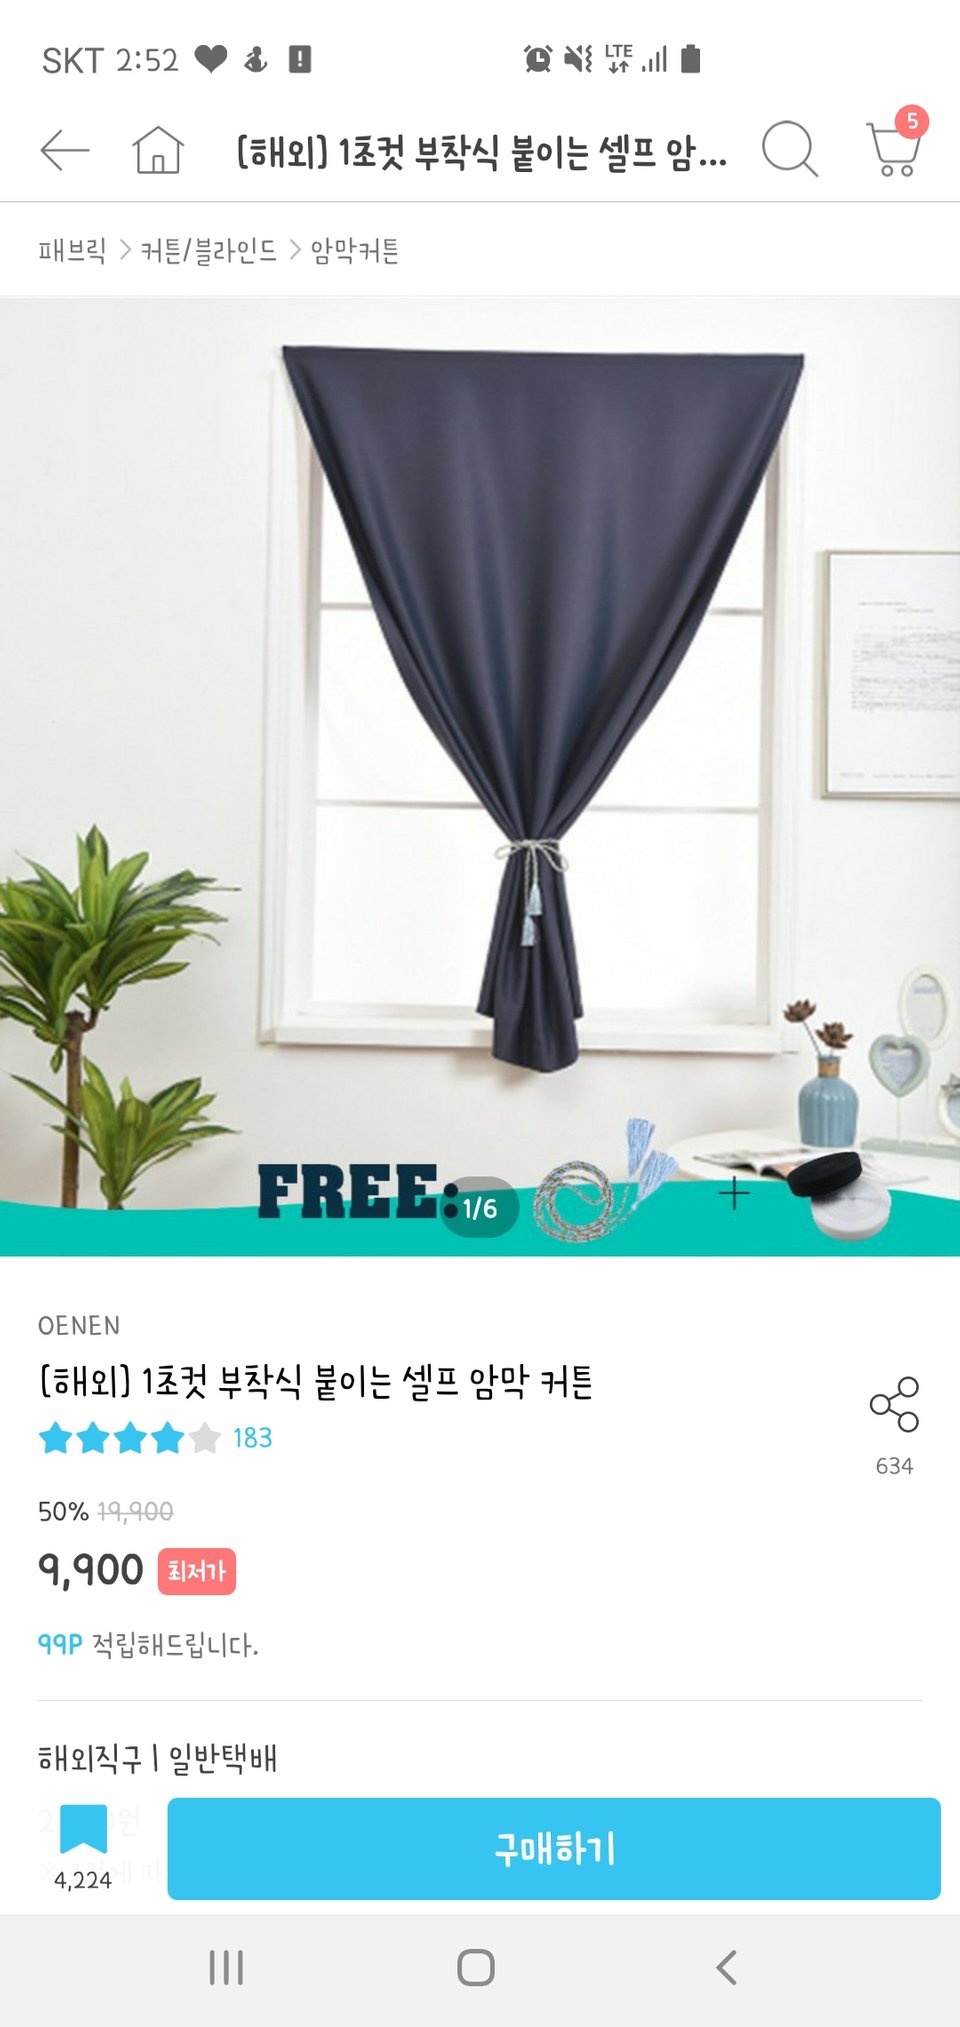 SKT 2:52
LTE
[해외] 1초컷 부착식 붙이는 셀프 암...
5
패브릭 > 커튼/블라인드 > 암막커튼
FREE:
1/6
+
OENEN
[해외] 1초컷 부착식 붙이는 셀프 암막 커튼
183
634
50% 19,900
9,900 최저가
99P 적립해드립니다.
해외직구 | 일반택배
구매하기
4,224